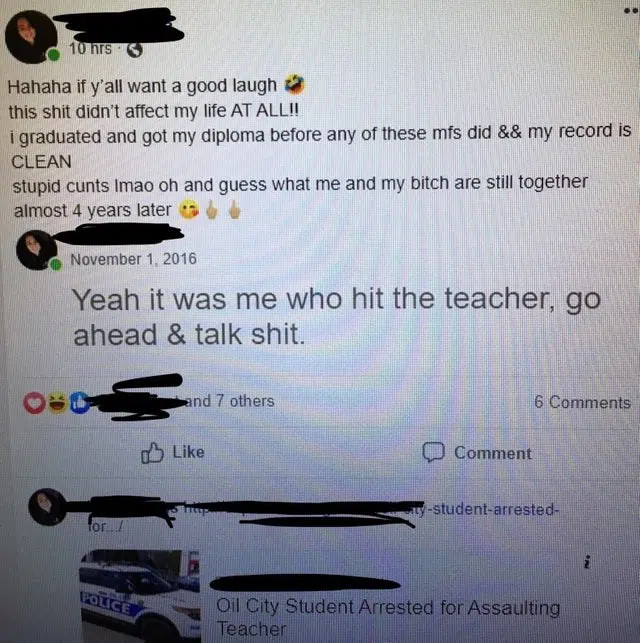 10 hrs
Hahaha if y'all want a good laugh 🤣
this shit didn't affect my life AT ALL!!
i graduated and got my diploma before any of these mfs did && my record is
CLEAN
stupid cunts lmao oh and guess what me and my bitch are still together
almost 4 years later 😘🖕🏼🖕🏼
November 1, 2016
Yeah it was me who hit the teacher, go
ahead & talk shit.
and 7 others
6 Comments
Like
Comment
-student-arrested-
for.../
Oil City Student Arrested for Assaulting
Teacher
POLICE